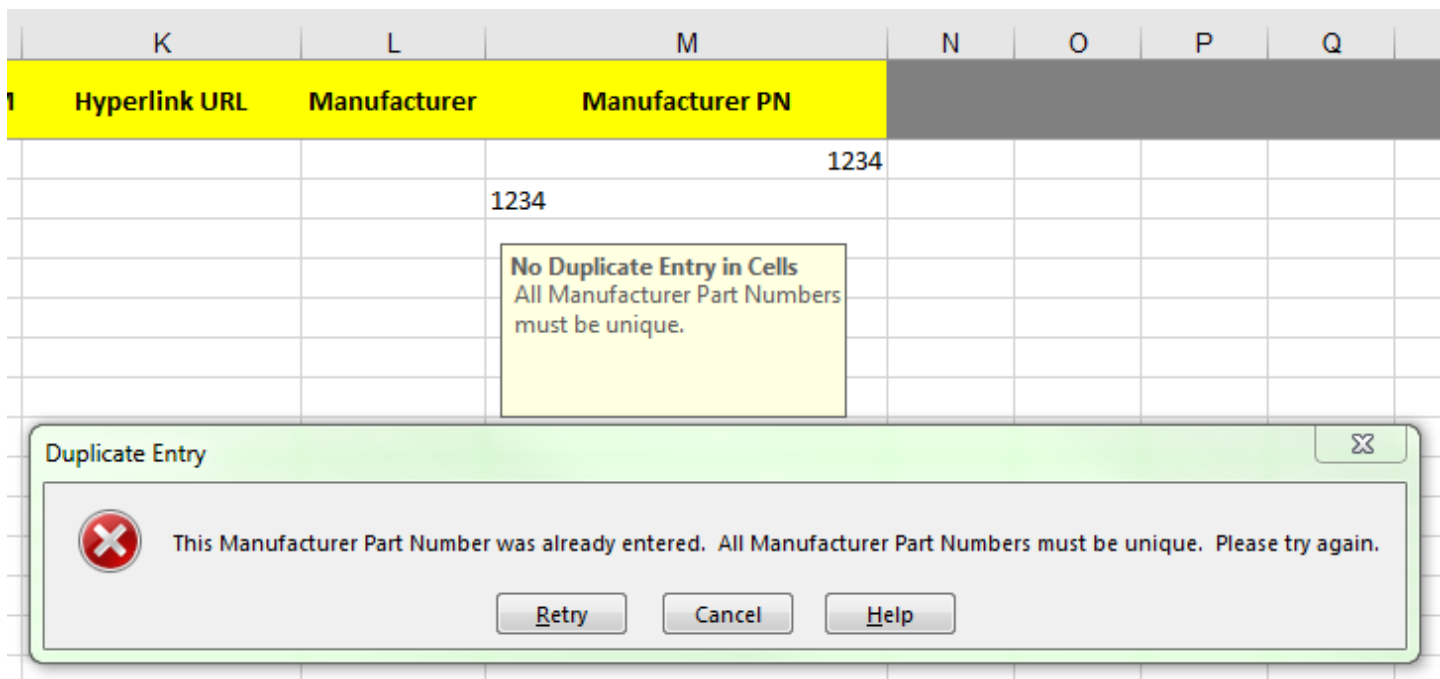 K L M N O P Q
Hyperlink URL Manufacturer Manufacturer PN
1234
1234
No Duplicate Entry in Cells
All Manufacturer Part Numbers
must be unique.
Duplicate Entry
This Manufacturer Part Number was already entered.  All Manufacturer Part Numbers must be unique.  Please try again.
Retry Cancel Help